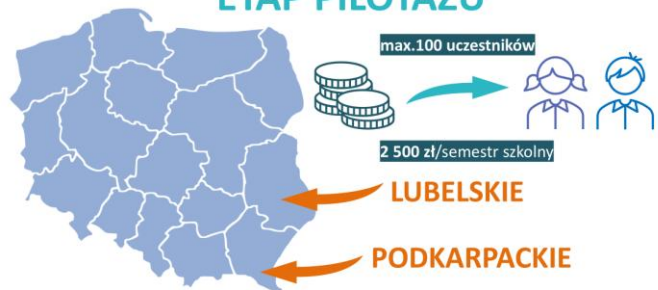 ETAP PILOTAŻU
max.100 uczestników
2 500 zł/semestr szkolny
LUBELSKIE
PODKARPACKIE